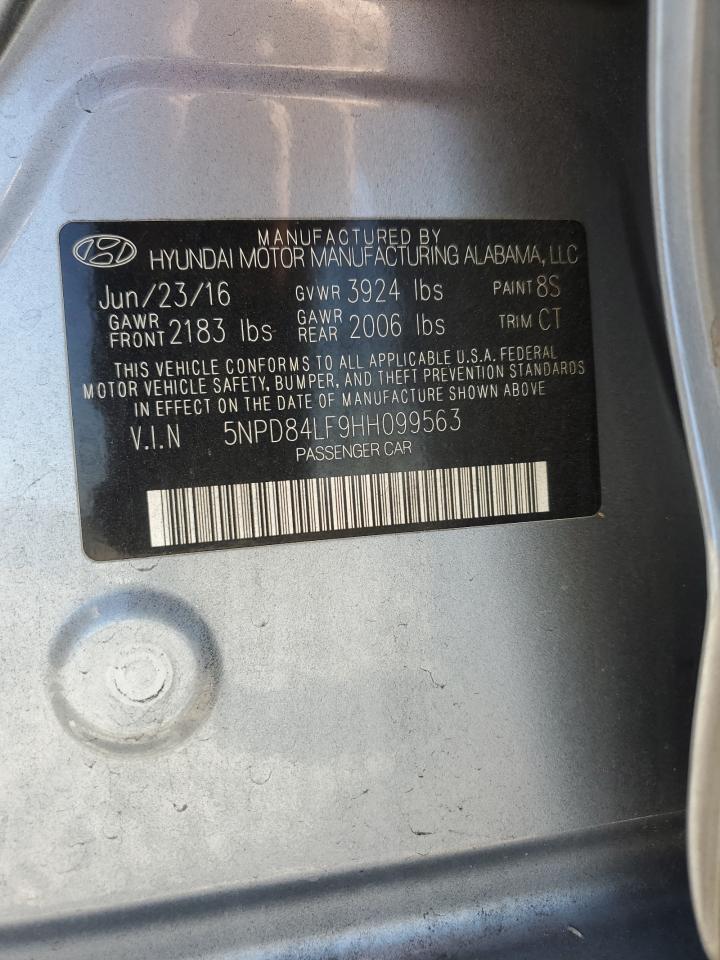 MANUFACTURED BY
HYUNDAI MOTOR MANUFACTURING ALABAMA, LLC
Jun/23/16 GVWR 3924 lbs PAINT 8S
GAWR FRONT 2183 lbs GAWR REAR 2006 lbs TRIM CT
THIS VEHICLE CONFORMS TO ALL APPLICABLE U.S.A. FEDERAL
MOTOR VEHICLE SAFETY, BUMPER, AND THEFT PREVENTION STANDARDS
IN EFFECT ON THE DATE OF MANUFACTURE SHOWN ABOVE
V.I.N 5NPD84LF9HH099563
PASSENGER CAR